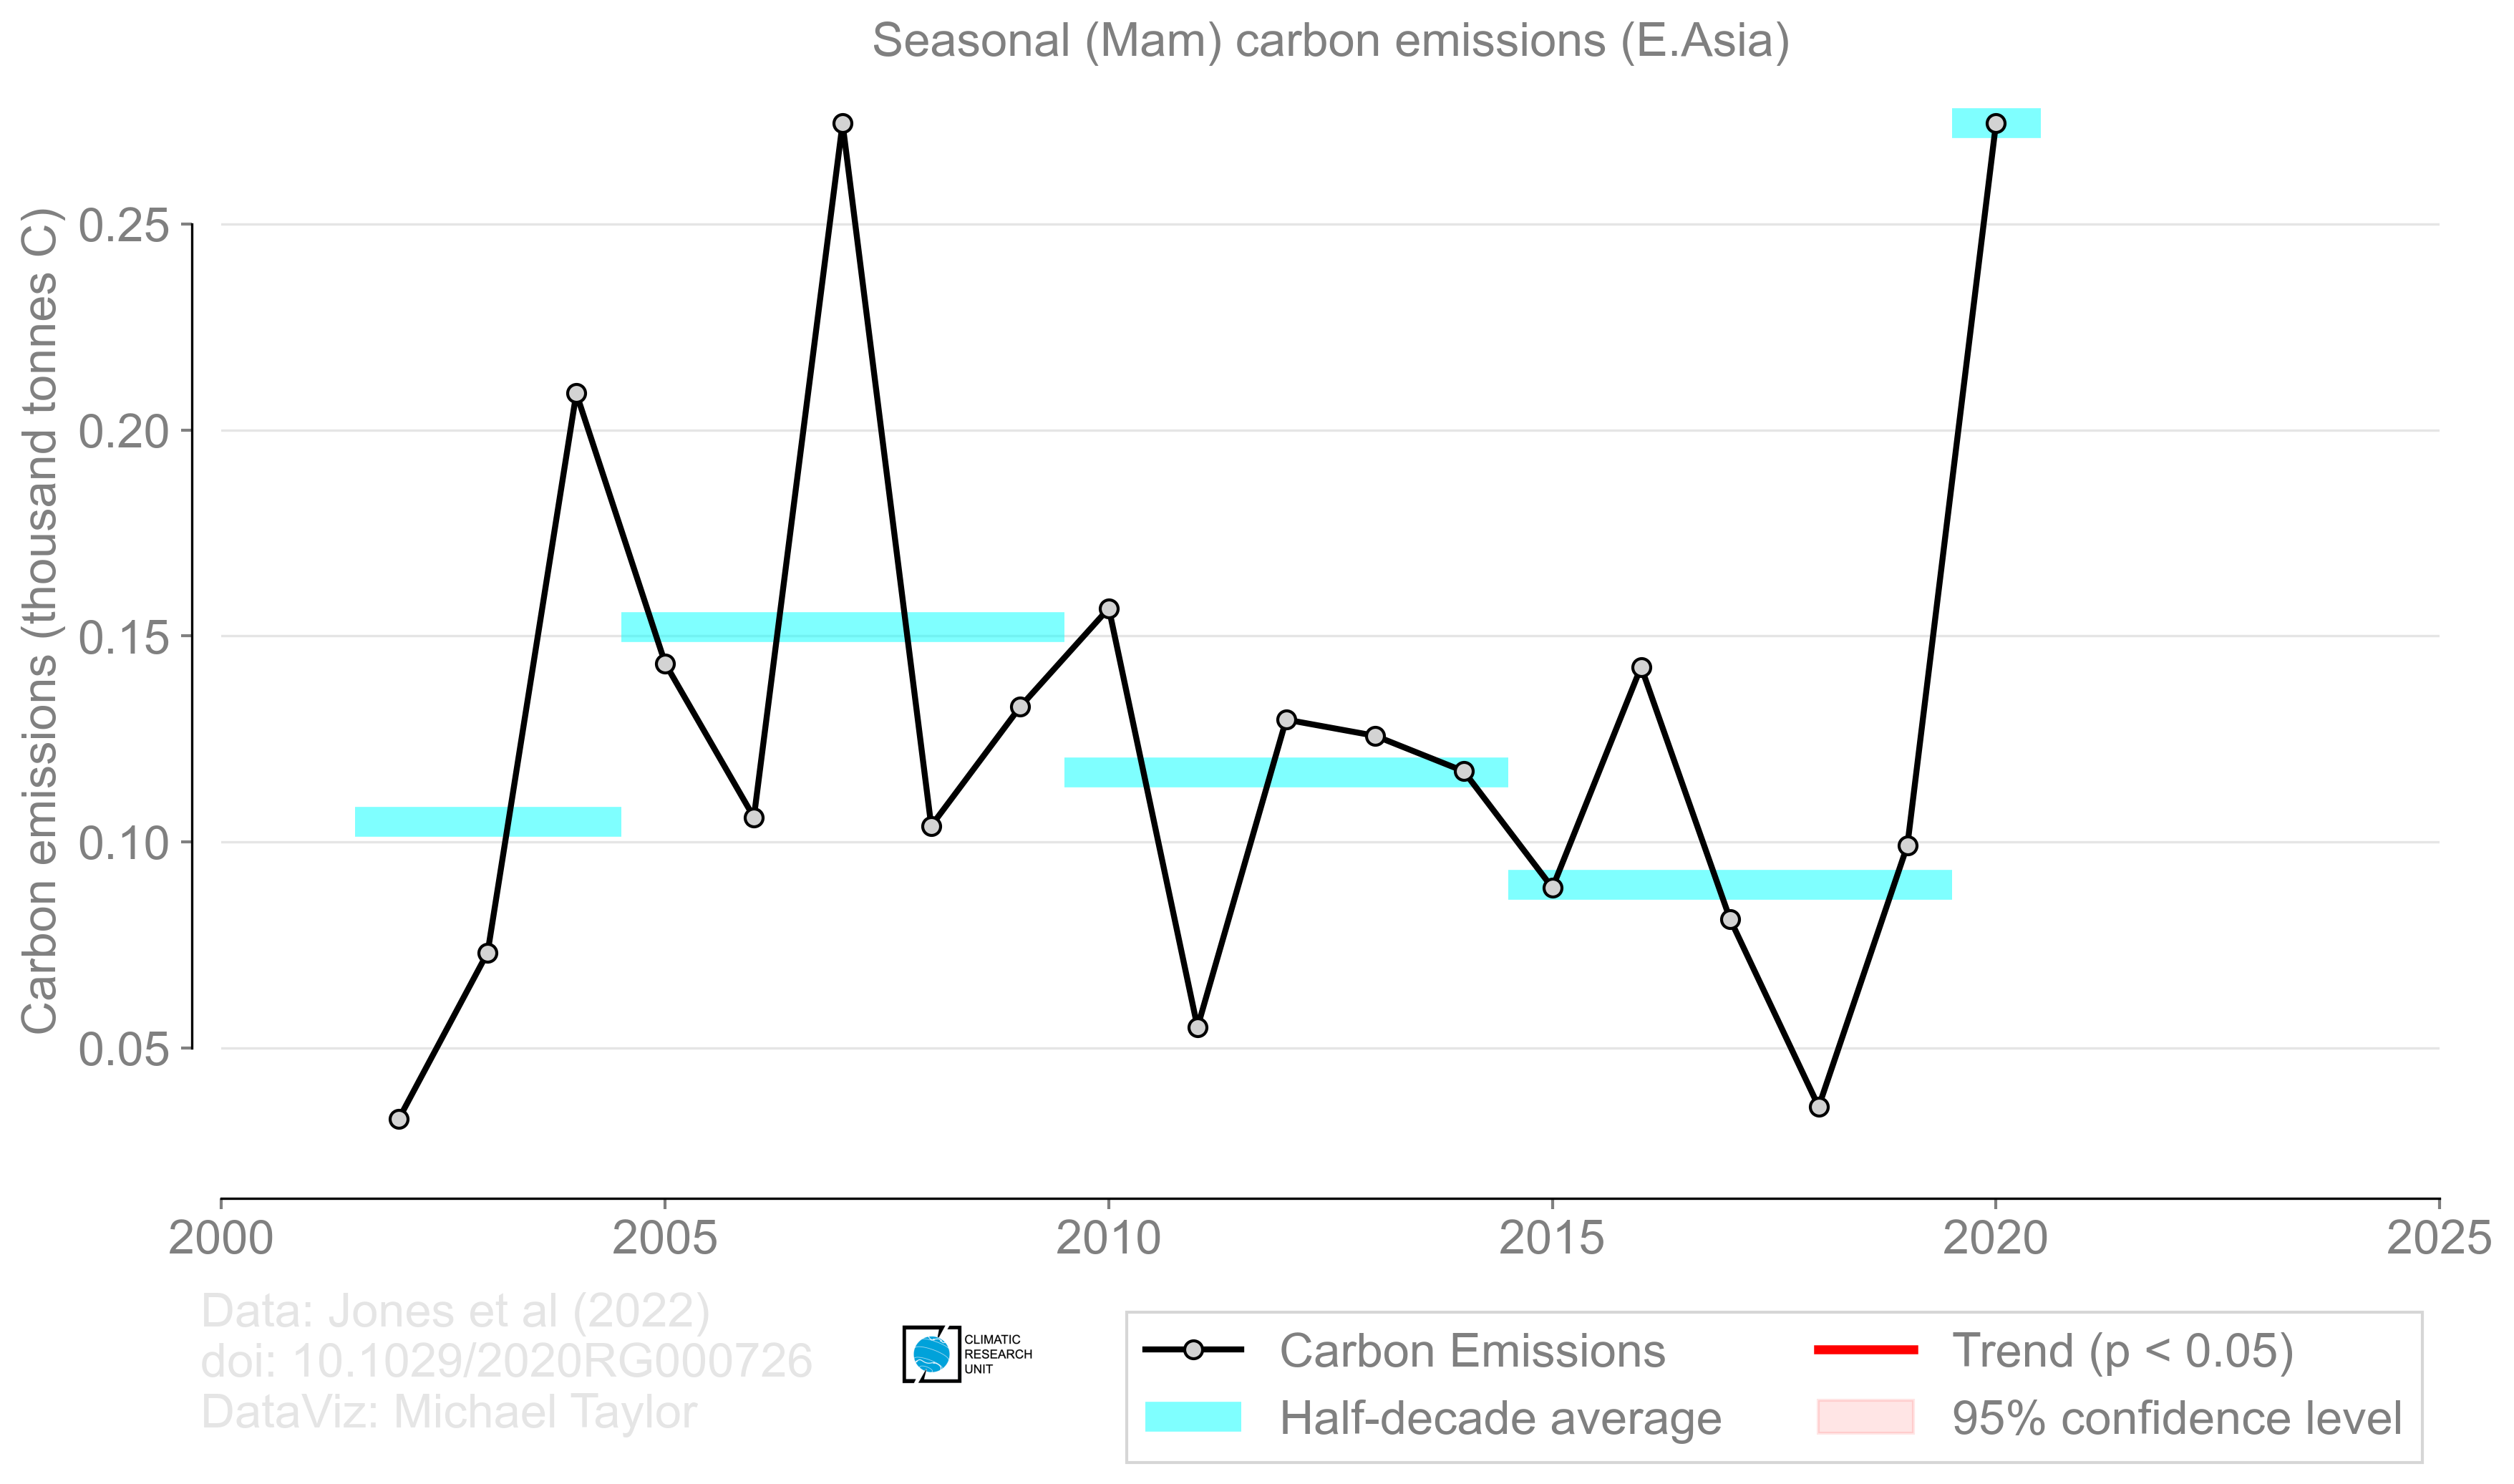 Seasonal (Mam) carbon emissions (E.Asia)
Carbon emissions (thousand tonnes C)
0.25
0.20
0.15
0.10
0.05
2000 2005 2010 2015 2020 2025
Data: Jones et al (2022)
doi: 10.1029/2020RG000726
DataViz: Michael Taylor
CLIMATIC
RESEARCH
UNIT
Carbon Emissions
Half-decade average
Trend (p < 0.05)
95% confidence level